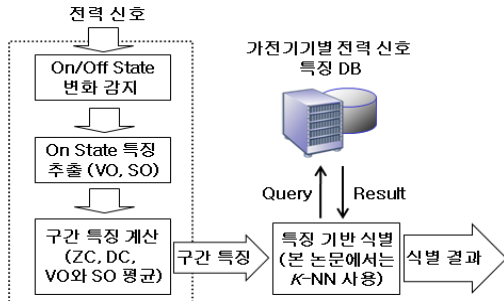 전력 신호
On/Off State
변화 감지
On State 특징
추출 (VO, SO)
구간 특징 계산
(ZC, DC,
VO와 SO 평균)
구간 특징
가전기기별 전력 신호
특징 DB
Query
Result
특징 기반 식별
(본 논문에서는
K-NN 사용)
식별 결과